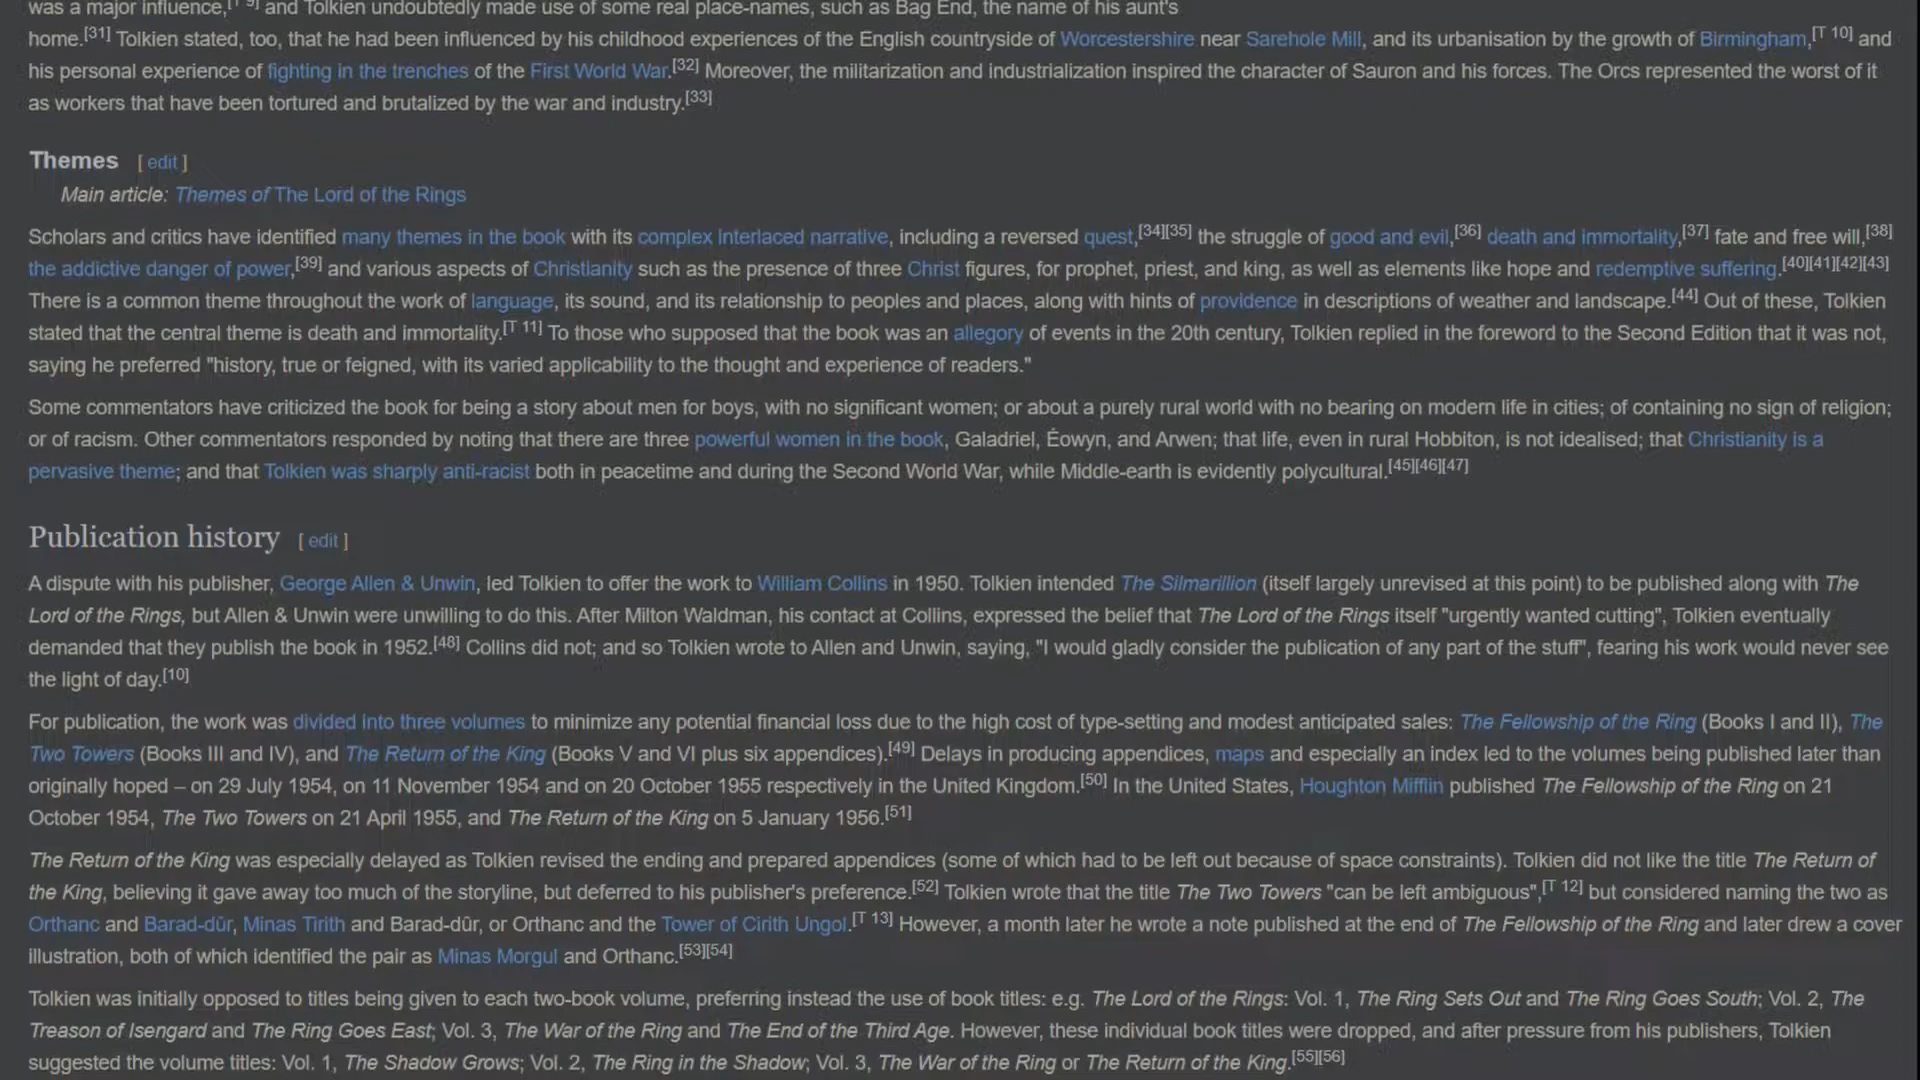 was a major influence,[T 9] and Tolkien undoubtedly made use of some real place-names, such as Bag End, the name of his aunt's
home.[31] Tolkien stated, too, that he had been influenced by his childhood experiences of the English countryside of Worcestershire near Sarehole Mill, and its urbanisation by the growth of Birmingham,[T 10] and
his personal experience of fighting in the trenches of the First World War.[32] Moreover, the militarization and industrialization inspired the character of Sauron and his forces. The Orcs represented the worst of it
as workers that have been tortured and brutalized by the war and industry.[33]
Themes [ edit ]
Main article: Themes of The Lord of the Rings
Scholars and critics have identified many themes in the book with its complex interlaced narrative, including a reversed quest,[34][35] the struggle of good and evil,[36] death and immortality,[37] fate and free will,[38]
the addictive danger of power,[39] and various aspects of Christianity such as the presence of three Christ figures, for prophet, priest, and king, as well as elements like hope and redemptive suffering.[40][41][42][43]
There is a common theme throughout the work of language, its sound, and its relationship to peoples and places, along with hints of providence in descriptions of weather and landscape.[44] Out of these, Tolkien
stated that the central theme is death and immortality.[T 11] To those who supposed that the book was an allegory of events in the 20th century, Tolkien replied in the foreword to the Second Edition that it was not,
saying he preferred "history, true or feigned, with its varied applicability to the thought and experience of readers."
Some commentators have criticized the book for being a story about men for boys, with no significant women; or about a purely rural world with no bearing on modern life in cities; of containing no sign of religion;
or of racism. Other commentators responded by noting that there are three powerful women in the book, Galadriel, Éowyn, and Arwen; that life, even in rural Hobbiton, is not idealised; that Christianity is a
pervasive theme; and that Tolkien was sharply anti-racist both in peacetime and during the Second World War, while Middle-earth is evidently polycultural.[45][46][47]
Publication history [ edit ]
A dispute with his publisher, George Allen & Unwin, led Tolkien to offer the work to William Collins in 1950. Tolkien intended The Silmarillion (itself largely unrevised at this point) to be published along with The
Lord of the Rings, but Allen & Unwin were unwilling to do this. After Milton Waldman, his contact at Collins, expressed the belief that The Lord of the Rings itself "urgently wanted cutting", Tolkien eventually
demanded that they publish the book in 1952.[48] Collins did not; and so Tolkien wrote to Allen and Unwin, saying, "I would gladly consider the publication of any part of the stuff", fearing his work would never see
the light of day.[10]
For publication, the work was divided into three volumes to minimize any potential financial loss due to the high cost of type-setting and modest anticipated sales: The Fellowship of the Ring (Books I and II), The
Two Towers (Books III and IV), and The Return of the King (Books V and VI plus six appendices).[49] Delays in producing appendices, maps and especially an index led to the volumes being published later than
originally hoped – on 29 July 1954, on 11 November 1954 and on 20 October 1955 respectively in the United Kingdom.[50] In the United States, Houghton Mifflin published The Fellowship of the Ring on 21
October 1954, The Two Towers on 21 April 1955, and The Return of the King on 5 January 1956.[51]
The Return of the King was especially delayed as Tolkien revised the ending and prepared appendices (some of which had to be left out because of space constraints). Tolkien did not like the title The Return of
the King, believing it gave away too much of the storyline, but deferred to his publisher's preference.[52] Tolkien wrote that the title The Two Towers "can be left ambiguous",[T 12] but considered naming the two as
Orthanc and Barad-dûr, Minas Tirith and Barad-dûr, or Orthanc and the Tower of Cirith Ungol.[T 13] However, a month later he wrote a note published at the end of The Fellowship of the Ring and later drew a cover
illustration, both of which identified the pair as Minas Morgul and Orthanc.[53][54]
Tolkien was initially opposed to titles being given to each two-book volume, preferring instead the use of book titles: e.g. The Lord of the Rings: Vol. 1, The Ring Sets Out and The Ring Goes South; Vol. 2, The
Treason of Isengard and The Ring Goes East; Vol. 3, The War of the Ring and The End of the Third Age. However, these individual book titles were dropped, and after pressure from his publishers, Tolkien
suggested the volume titles: Vol. 1, The Shadow Grows; Vol. 2, The Ring in the Shadow; Vol. 3, The War of the Ring or The Return of the King.[55][56]